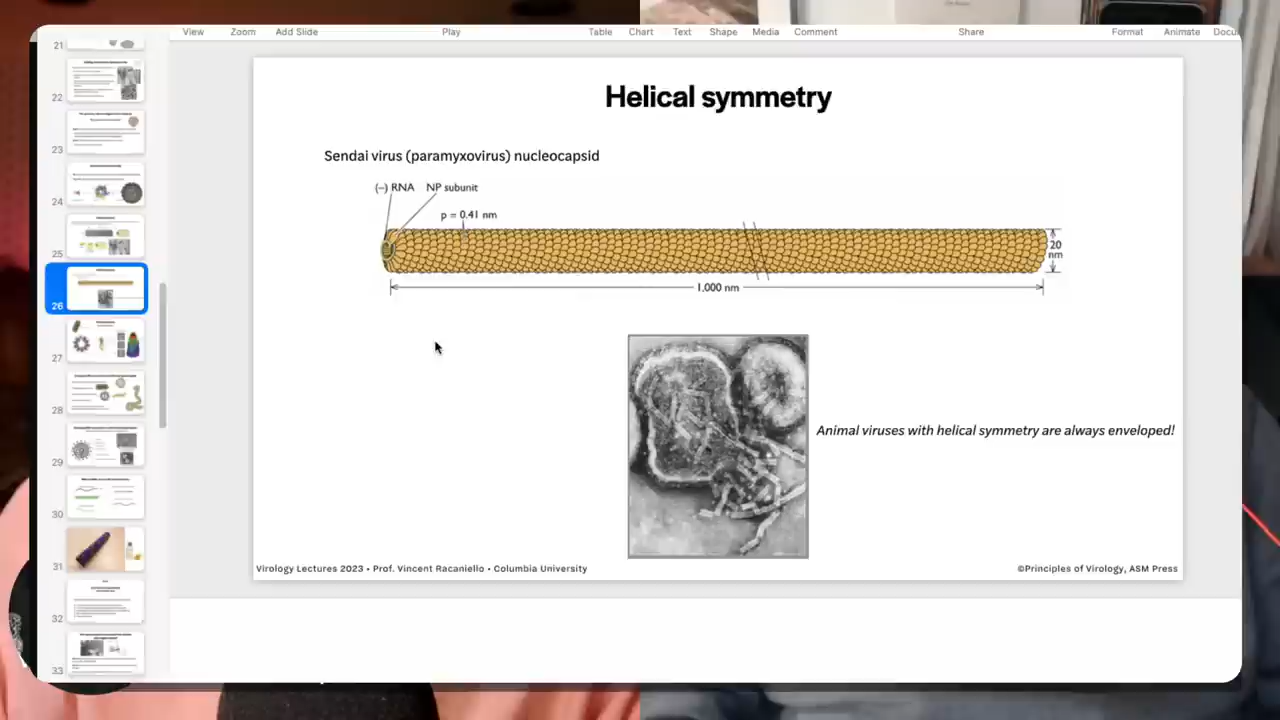 View Zoom Add Slide Play Table Chart Text Shape Media Comment Share Format Animate Docu
21
22
23
24
25
26
27
28
29
30
31
32
33
Helical symmetry
Sendai virus (paramyxovirus) nucleocapsid
(–) RNA NP subunit
p = 0.41 nm
20
nm
1,000 nm
Animal viruses with helical symmetry are always enveloped!
Virology Lectures 2023 • Prof. Vincent Racaniello • Columbia University
©Principles of Virology, ASM Press